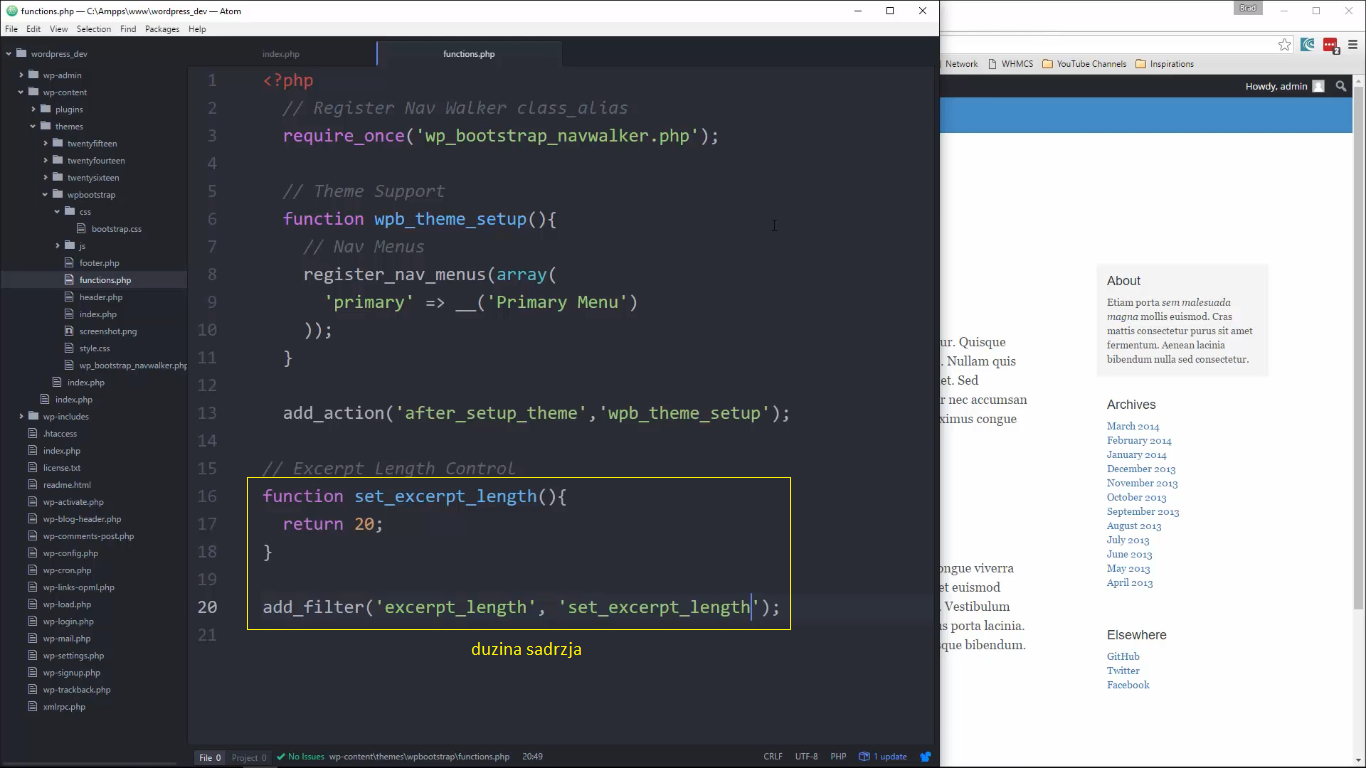 functions.php — C:\Ampps\www\wordpress_dev — Atom
Brad
File Edit View Selection Find Packages Help
Network WHMCS YouTube Channels Inspirations
Howdy, admin
wordpress_dev
wp-admin
wp-content
plugins
themes
twentyfifteen
twentyfourteen
twentysixteen
wpbootstrap
css
bootstrap.css
js
footer.php
functions.php
header.php
index.php
screenshot.png
style.css
wp_bootstrap_navwalker.php
index.php
index.php
wp-includes
.htaccess
index.php
license.txt
readme.html
wp-activate.php
wp-blog-header.php
wp-comments-post.php
wp-config.php
wp-cron.php
wp-links-opml.php
wp-load.php
wp-login.php
wp-mail.php
wp-settings.php
wp-signup.php
wp-trackback.php
xmlrpc.php
index.php functions.php
1 <?php
2 // Register Nav Walker class_alias
3 require_once('wp_bootstrap_navwalker.php');
4
5 // Theme Support
6 function wpb_theme_setup(){
7 // Nav Menus
8 register_nav_menus(array(
9 'primary' => __('Primary Menu')
10 ));
11 }
12
13 add_action('after_setup_theme','wpb_theme_setup');
14
15 // Excerpt Length Control
16 function set_excerpt_length(){
17 return 20;
18 }
19
20 add_filter('excerpt_length', 'set_excerpt_length');
21
duzina sadrzja
File 0 Project 0 No Issues wp-content\themes\wpbootstrap\functions.php 20:49 CRLF UTF-8 PHP 1 update
ur. Quisque
. Nullam quis
et. Sed
r nec accumsan
ximus congue
ongue viverra
et euismod
. Vestibulum
s porta lacinia.
sque bibendum.
About
Etiam porta sem malesuada
magna mollis euismod. Cras
mattis consectetur purus sit amet
fermentum. Aenean lacinia
bibendum nulla sed consectetur.
Archives
March 2014
February 2014
January 2014
December 2013
November 2013
October 2013
September 2013
August 2013
July 2013
June 2013
May 2013
April 2013
Elsewhere
GitHub
Twitter
Facebook